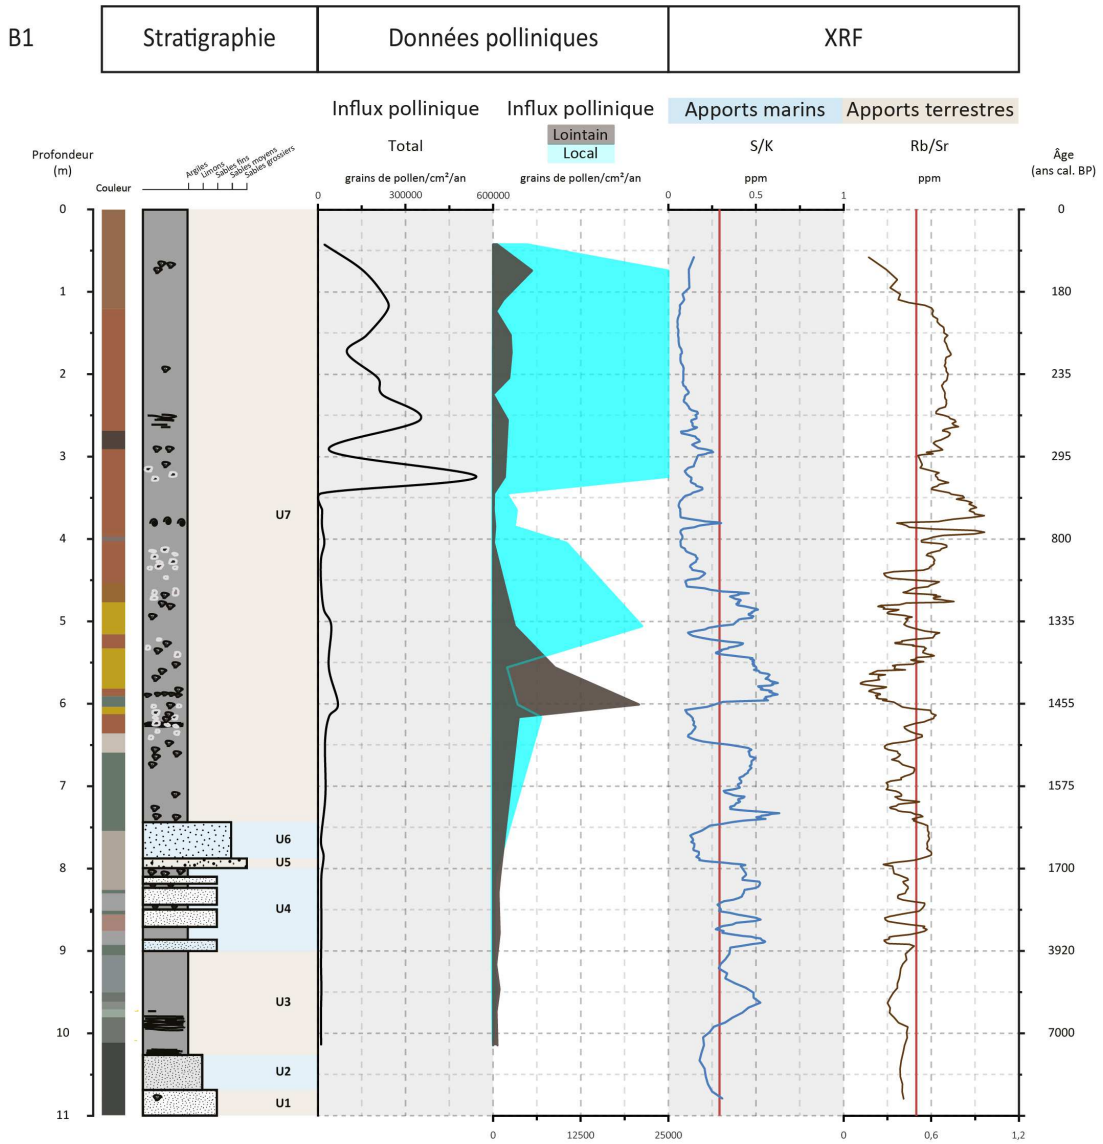 B1
Stratigraphie
Données polliniques
XRF
Influx pollinique
Influx pollinique
Apports marins
Apports terrestres
Lointain
Local
Total
S/K
Rb/Sr
Profondeur
(m)
Âge
(ans cal. BP)
Couleur
Argiles
Limons
Sables fins
Sables moyens
Sables grossiers
grains de pollen/cm²/an
grains de pollen/cm²/an
ppm
ppm
0 300000 600000
0 0.5 1
0 0
1 180
2 235
3 295
U7
4 800
5 1335
6 1455
7 1575
U6
U5
8 1700
U4
9 3920
U3
10 7000
U2
U1
11
0 12500 25000
0 0,6 1,2